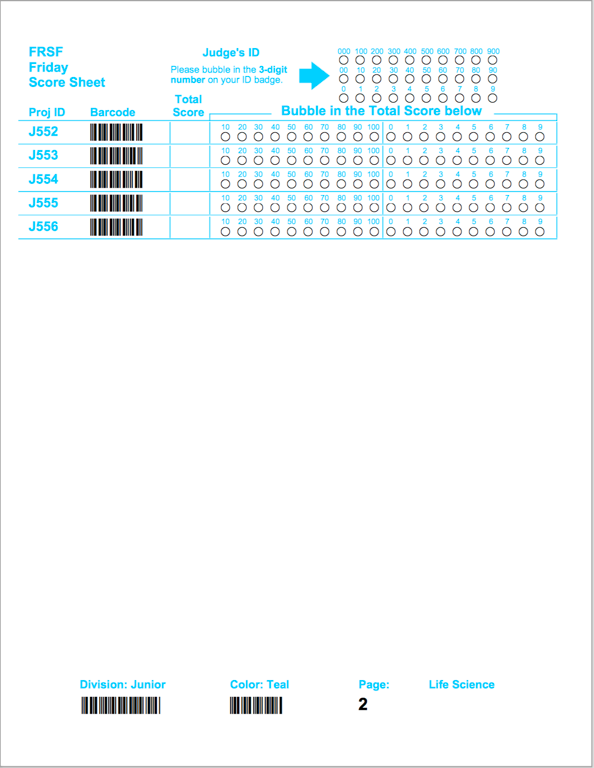 FRSF
Friday
Score Sheet
Judge's ID
Please bubble in the 3-digit
number on your ID badge.
000 100 200 300 400 500 600 700 800 900
00 10 20 30 40 50 60 70 80 90
0 1 2 3 4 5 6 7 8 9
Proj ID Barcode Total Score Bubble in the Total Score below
J552 10 20 30 40 50 60 70 80 90 100 0 1 2 3 4 5 6 7 8 9
J553 10 20 30 40 50 60 70 80 90 100 0 1 2 3 4 5 6 7 8 9
J554 10 20 30 40 50 60 70 80 90 100 0 1 2 3 4 5 6 7 8 9
J555 10 20 30 40 50 60 70 80 90 100 0 1 2 3 4 5 6 7 8 9
J556 10 20 30 40 50 60 70 80 90 100 0 1 2 3 4 5 6 7 8 9
Division: Junior Color: Teal Page: Life Science
2